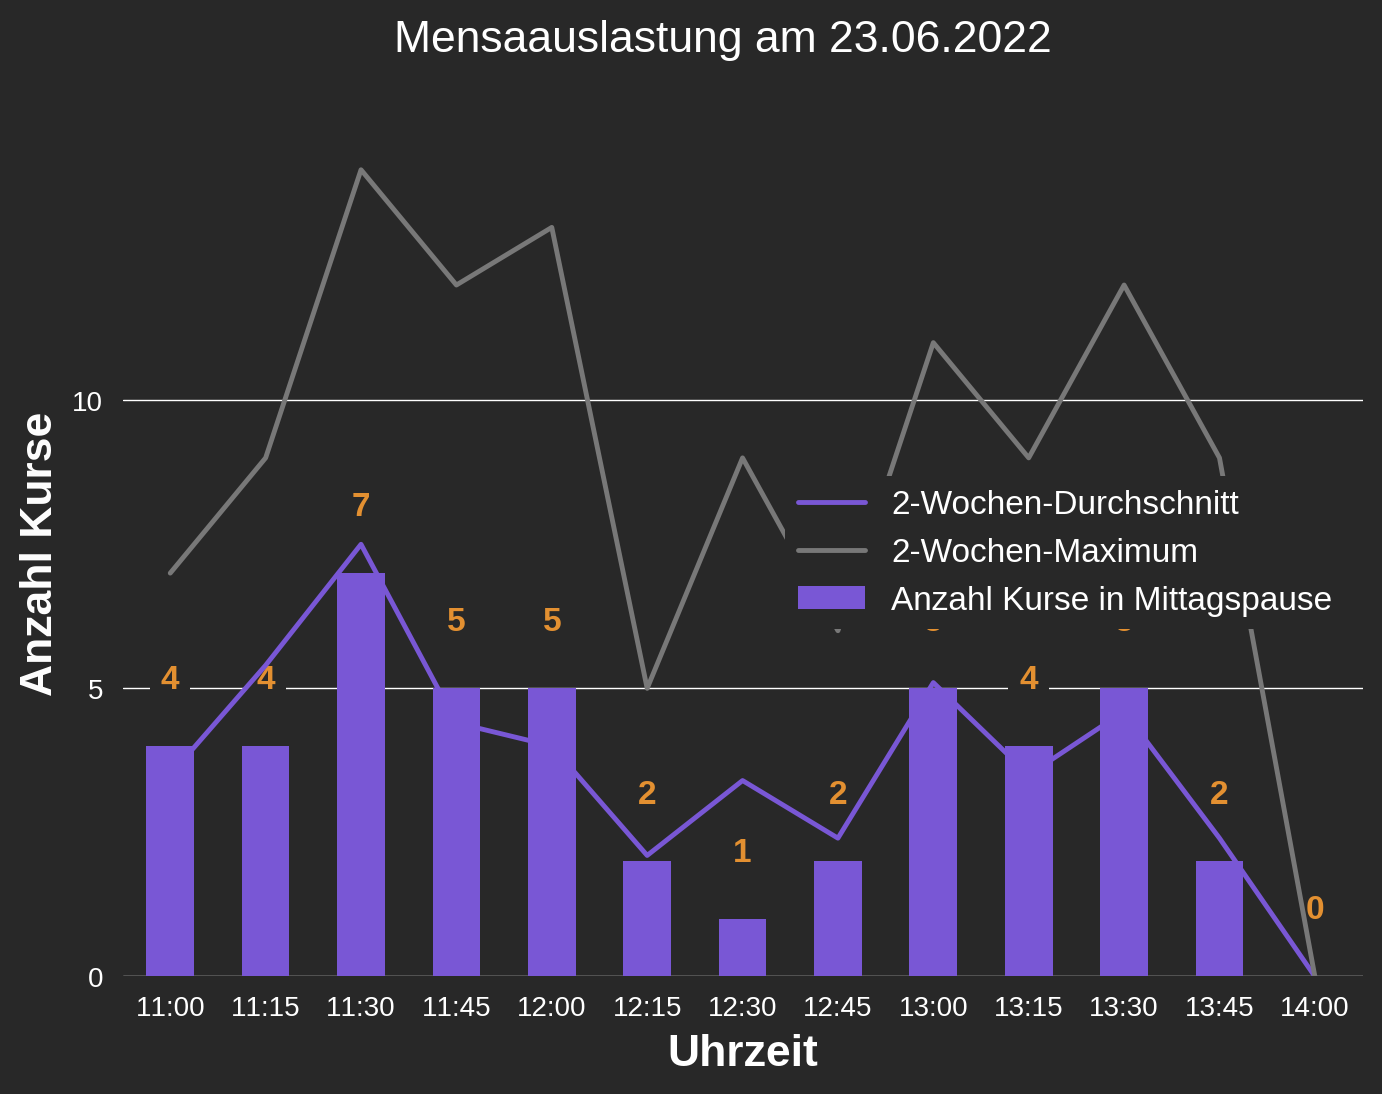 Mensaauslastung am 23.06.2022
Anzahl Kurse
10
5
0
7
5
5
4
4
4
2
2
2
1
0
2-Wochen-Durchschnitt
2-Wochen-Maximum
Anzahl Kurse in Mittagspause
11:00 11:15 11:30 11:45 12:00 12:15 12:30 12:45 13:00 13:15 13:30 13:45 14:00
Uhrzeit